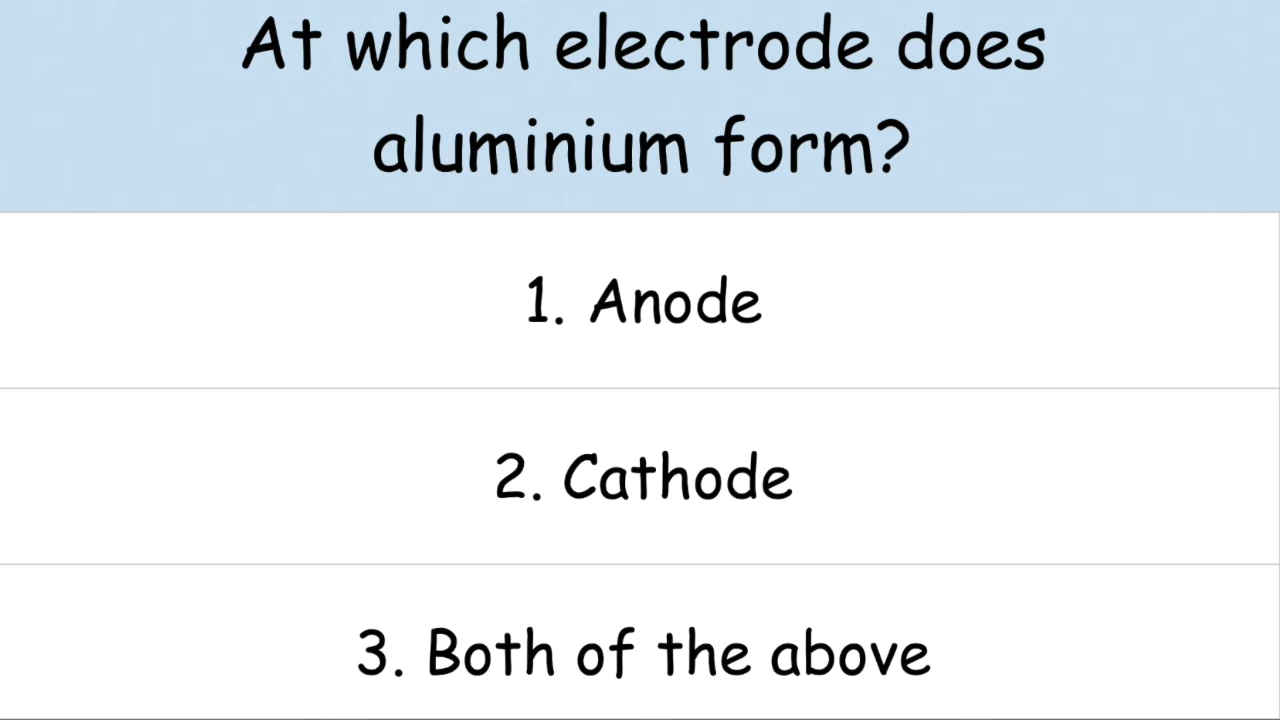 At which electrode does
aluminium form?
1. Anode
2. Cathode
3. Both of the above